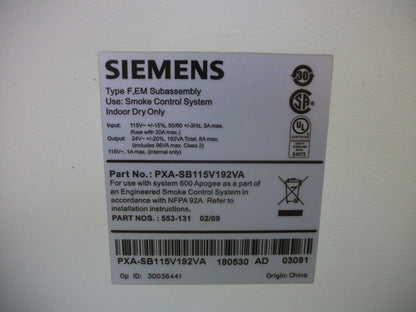 SIEMENS
Type F,EM Subassembly
Use: Smoke Control System
Indoor Dry Only
Input: 115V~ +/-15%, 50/60 +/-3Hz, 3A max.
(fuse with 20A max.)
Output: 24V~ +/-20%, 192VA Total, 8A max.
(includes 96VA max, Class 2)
115V~, 1A max. (internal only)
30
SA
UL
LISTED
Part No.: PXA-SB115V192VA
For use with system 600 Apogee as a part of
an Engineered Smoke Control System in
accordance with NFPA 92A. Refer to
installation instructions,
PART NOS. : 553-131 02/09
PXA-SB115V192VA 180530 AD 03091
Op ID: 30036441 Origin: China